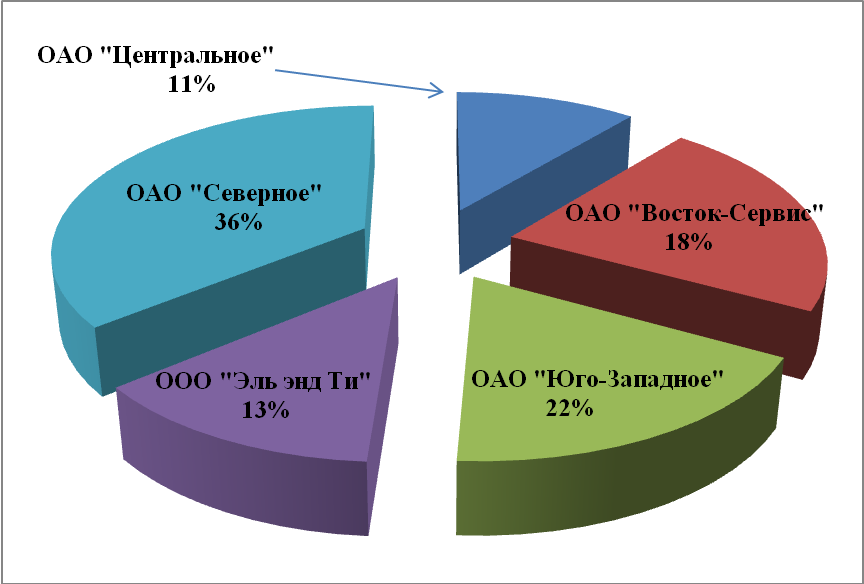 ОАО "Центральное"
11%
ОАО "Северное"
36%
ОАО "Восток-Сервис"
18%
ООО "Эль энд Ти"
13%
ОАО "Юго-Западное"
22%